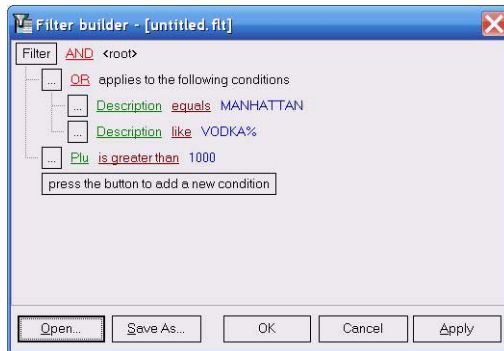 Filter builder - [untitled.flt]
Filter AND <root>
... OR applies to the following conditions
... Description equals MANHATTAN
... Description like VODKA%
... Plu is greater than 1000
press the button to add a new condition
Open... Save As... OK Cancel Apply